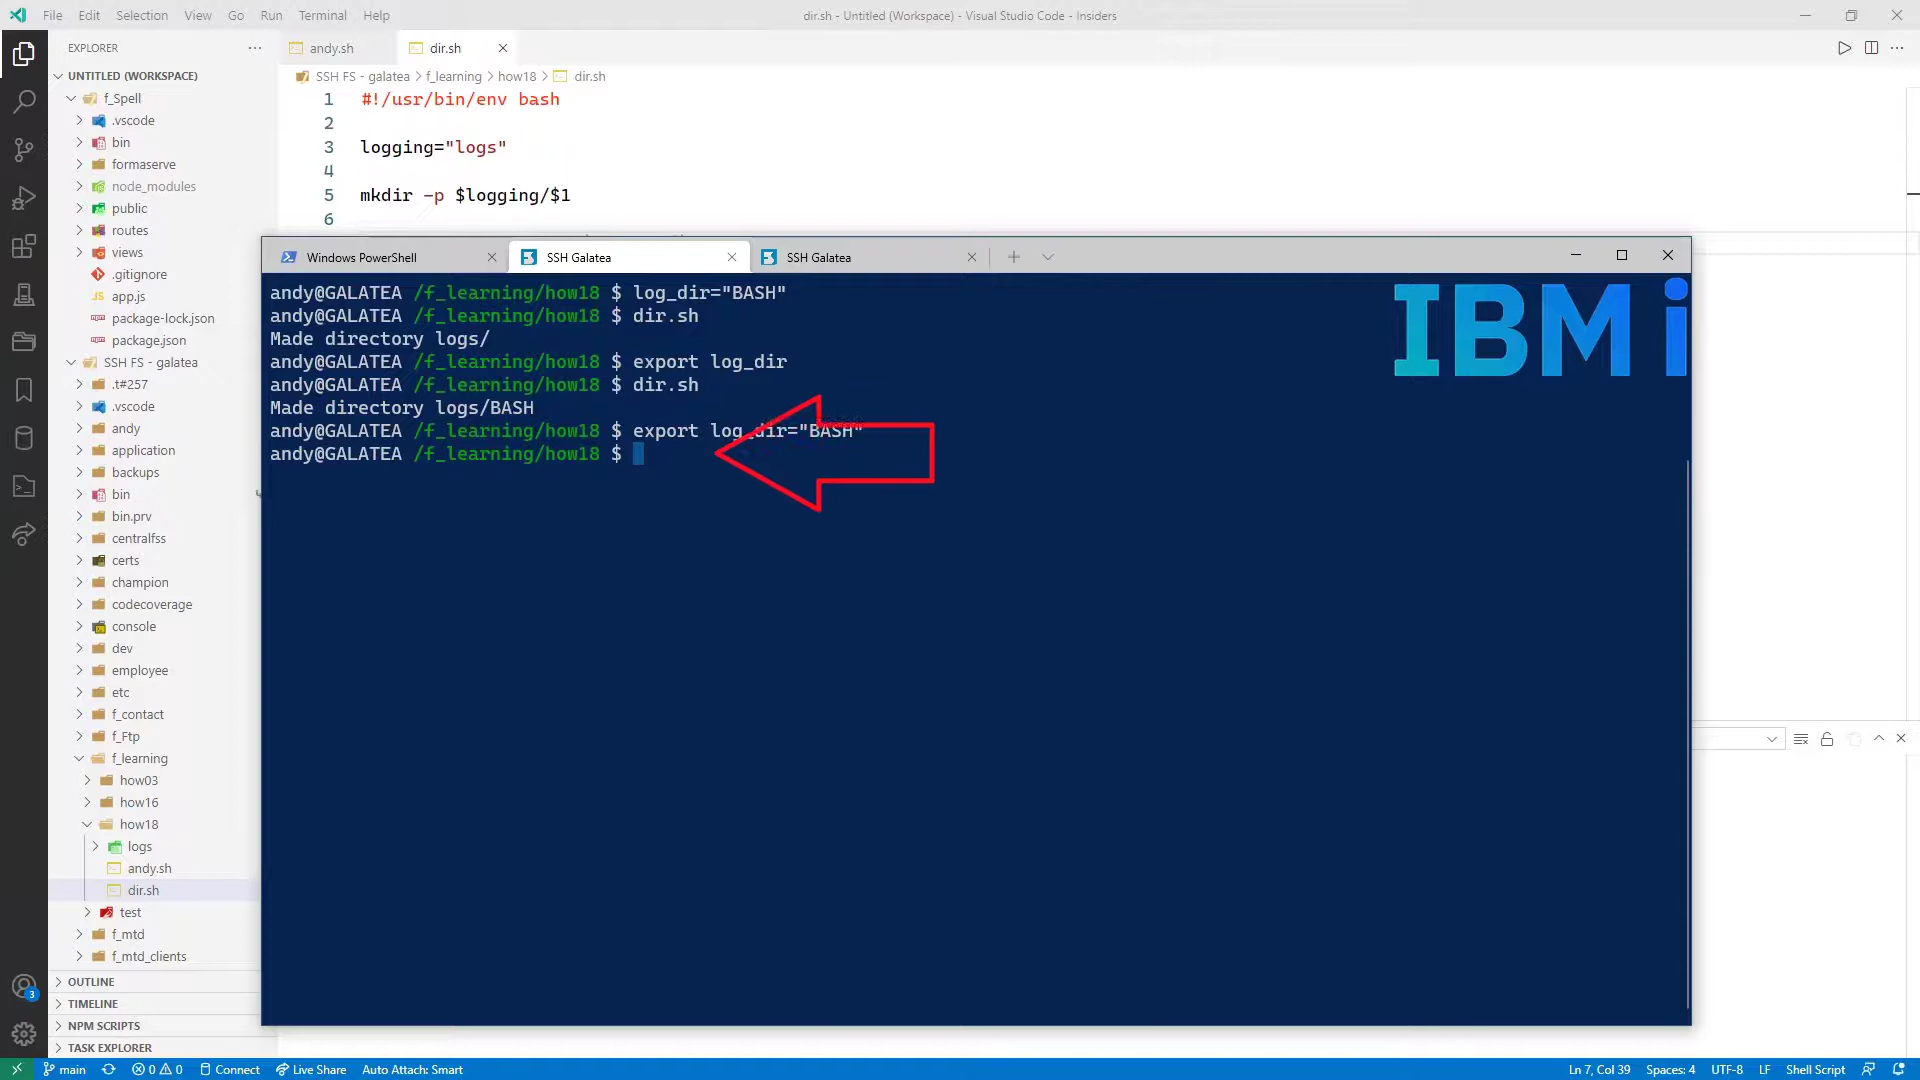 File Edit Selection View Go Run Terminal Help
dir.sh - Untitled (Workspace) - Visual Studio Code - Insiders
EXPLORER
andy.sh
dir.sh
UNTITLED (WORKSPACE)
SSH FS - galatea > f_learning > how18 > dir.sh
f_Spell
.vscode
bin
formaserve
node_modules
public
routes
views
.gitignore
JS app.js
package-lock.json
package.json
SSH FS - galatea
.t#257
.vscode
andy
application
backups
bin
bin.prv
centralfss
certs
champion
codecoverage
console
dev
employee
etc
f_contact
f_Ftp
f_learning
how03
how16
how18
logs
andy.sh
dir.sh
test
f_mtd
f_mtd_clients
OUTLINE
TIMELINE
NPM SCRIPTS
TASK EXPLORER
1 #!/usr/bin/env bash
2
3 logging="logs"
4
5 mkdir -p $logging/$1
6
Windows PowerShell
SSH Galatea
SSH Galatea
andy@GALATEA /f_learning/how18 $ log_dir="BASH"
andy@GALATEA /f_learning/how18 $ dir.sh
Made directory logs/
andy@GALATEA /f_learning/how18 $ export log_dir
andy@GALATEA /f_learning/how18 $ dir.sh
Made directory logs/BASH
andy@GALATEA /f_learning/how18 $ export log_dir="BASH"
andy@GALATEA /f_learning/how18 $
IBM i
3
main 0 0 Connect Live Share Auto Attach: Smart
Ln 7, Col 39 Spaces: 4 UTF-8 LF Shell Script